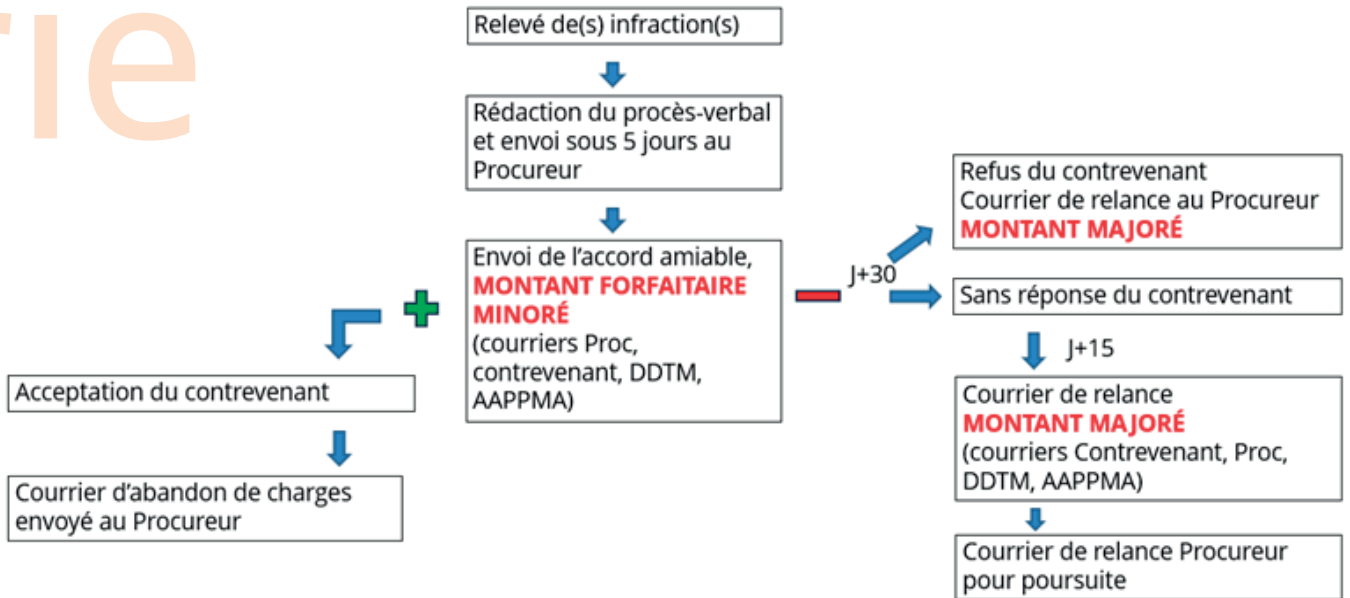 rie
Relevé de(s) infraction(s)
Rédaction du procès-verbal
et envoi sous 5 jours au
Procureur
Envoi de l'accord amiable,
MONTANT FORFAITAIRE
MINORÉ
(courriers Proc,
contrevenant, DDTM,
AAPPMA)
Acceptation du contrevenant
Courrier d'abandon de charges
envoyé au Procureur
J+30
Refus du contrevenant
Courrier de relance au Procureur
MONTANT MAJORÉ
Sans réponse du contrevenant
J+15
Courrier de relance
MONTANT MAJORÉ
(courriers Contrevenant, Proc,
DDTM, AAPPMA)
Courrier de relance Procureur
pour poursuite